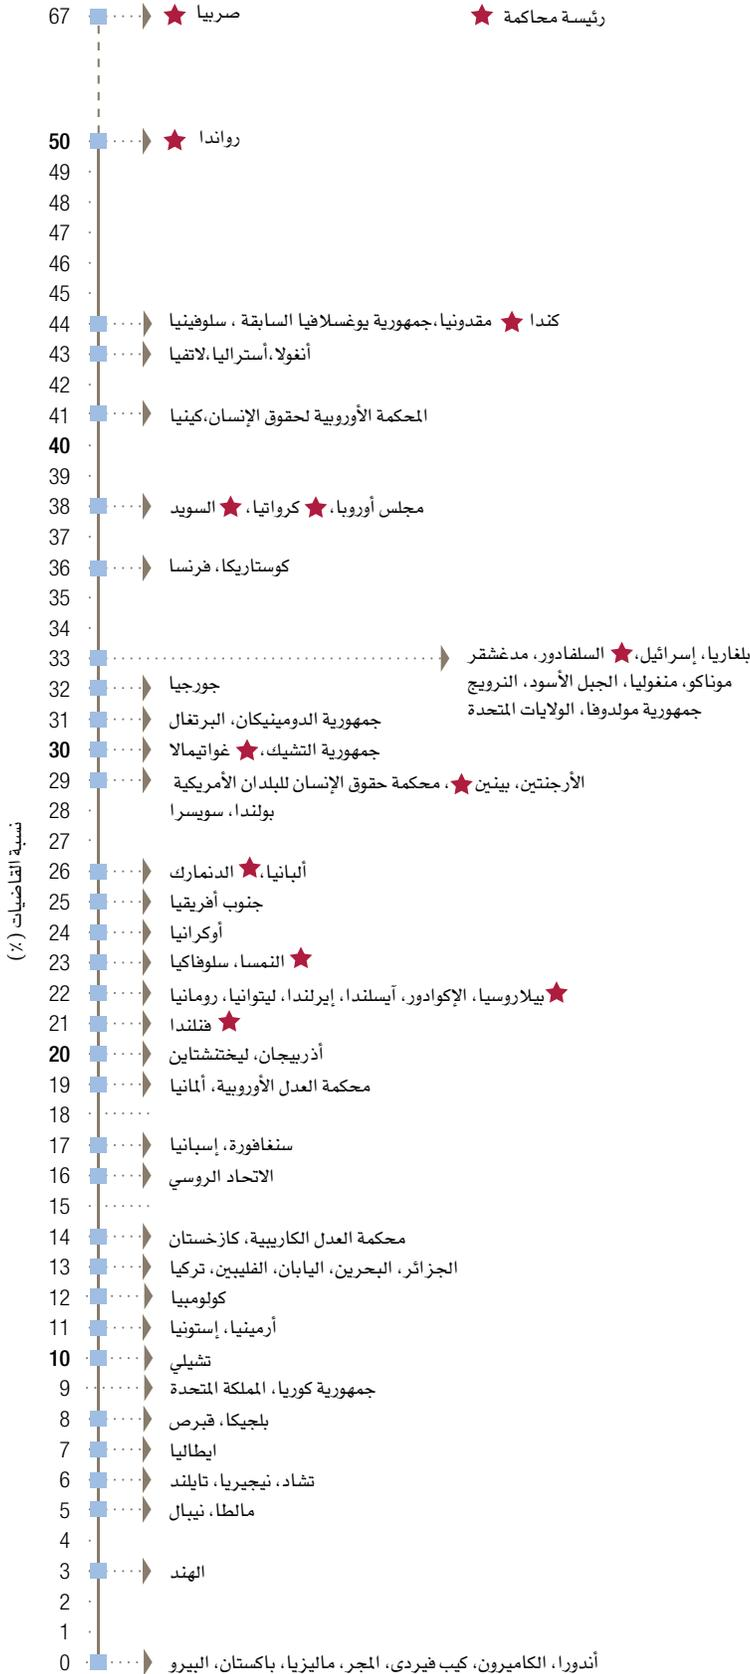 رئيسة محاكمة
67 صربيا
50 رواندا
49
48
47
46
45
44 كندا مقدونيا،جمهورية يوغسلافيا السابقة ، سلوفينيا
43 أنغولا،أستراليا،لاتفيا
42
41 المحكمة الأوروبية لحقوق الإنسان،كينيا
40
39
38 مجلس أوروبا، كرواتيا، السويد
37
36 كوستاريكا، فرنسا
35
34
33 بلغاريا، إسرائيل، السلفادور، مدغشقر
موناكو، منغوليا، الجبل الأسود، النرويج
جمهورية مولدوفا، الولايات المتحدة
32 جورجيا
31 جمهورية الدومينيكان، البرتغال
30 جمهورية التشيك، غواتيمالا
29 الأرجنتين، بينين ، محكمة حقوق الإنسان للبلدان الأمريكية
28 بولندا، سويسرا
27
26 ألبانيا، الدنمارك
25 جنوب أفريقيا
24 أوكرانيا
23 النمسا، سلوفاكيا
22 بيلاروسيا، الإكوادور، آيسلندا، إيرلندا، ليتوانيا، رومانيا
21 فنلندا
20 أذربيجان، ليختنشتاين
19 محكمة العدل الأوروبية، ألمانيا
18
17 سنغافورة، إسبانيا
16 الاتحاد الروسي
15
14 محكمة العدل الكاريبية، كازخستان
13 الجزائر، البحرين، اليابان، الفليبين، تركيا
12 كولومبيا
11 أرمينيا، إستونيا
10 تشيلي
9 جمهورية كوريا، المملكة المتحدة
8 بلجيكا، قبرص
7 ايطاليا
6 تشاد، نيجيريا، تايلند
5 مالطا، نيبال
4
3 الهند
2
1
0 أندورا، الكاميرون، كيب فيردي، المجر، ماليزيا، باكستان، البيرو
نسبة القاضيات (٪)